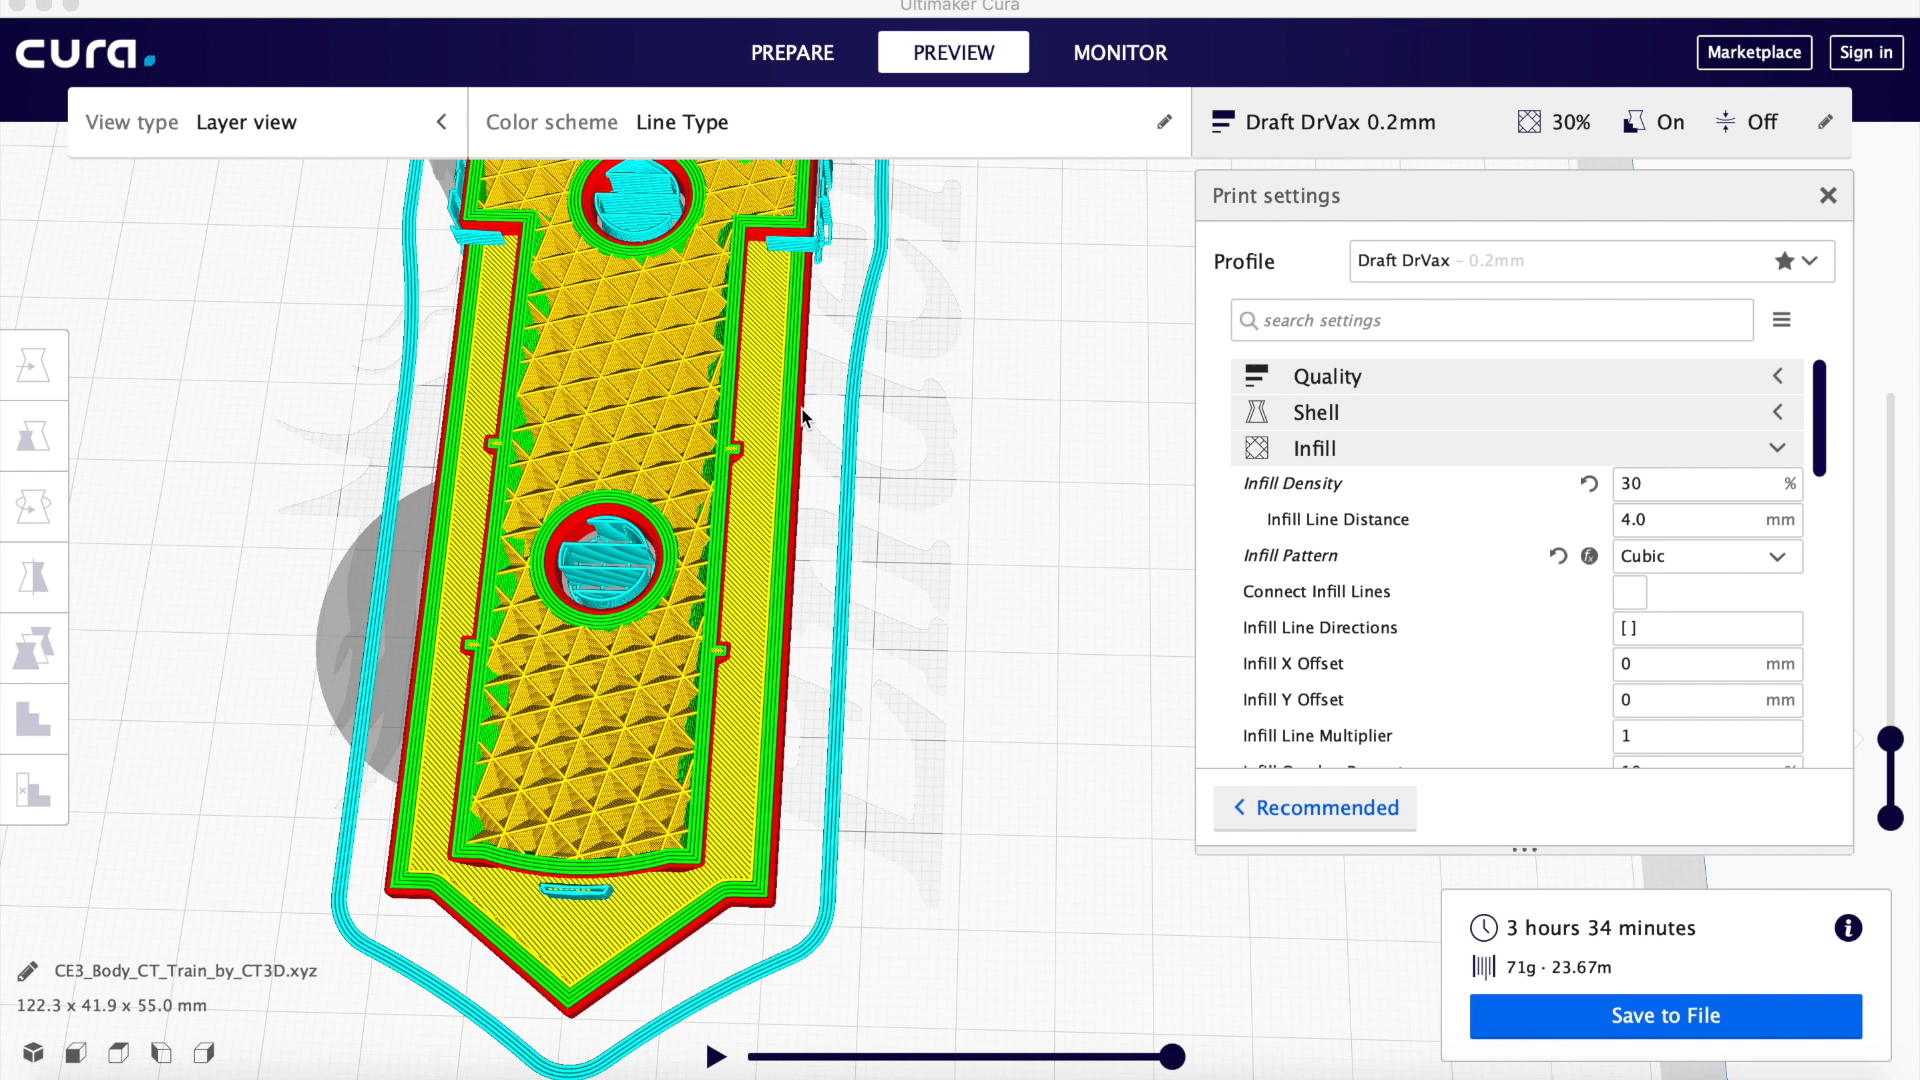 Ultimaker Cura
cura.
PREPARE
PREVIEW
MONITOR
Marketplace
Sign in
View type Layer view
Color scheme Line Type
Draft DrVax 0.2mm
30%
On
Off
Print settings
Profile
Draft DrVax - 0.2mm
search settings
Quality
Shell
Infill
Infill Density
30 %
Infill Line Distance
4.0 mm
Infill Pattern
Cubic
Connect Infill Lines
Infill Line Directions
[ ]
Infill X Offset
0 mm
Infill Y Offset
0 mm
Infill Line Multiplier
1
Recommended
3 hours 34 minutes
71g · 23.67m
Save to File
CE3_Body_CT_Train_by_CT3D.xyz
122.3 x 41.9 x 55.0 mm